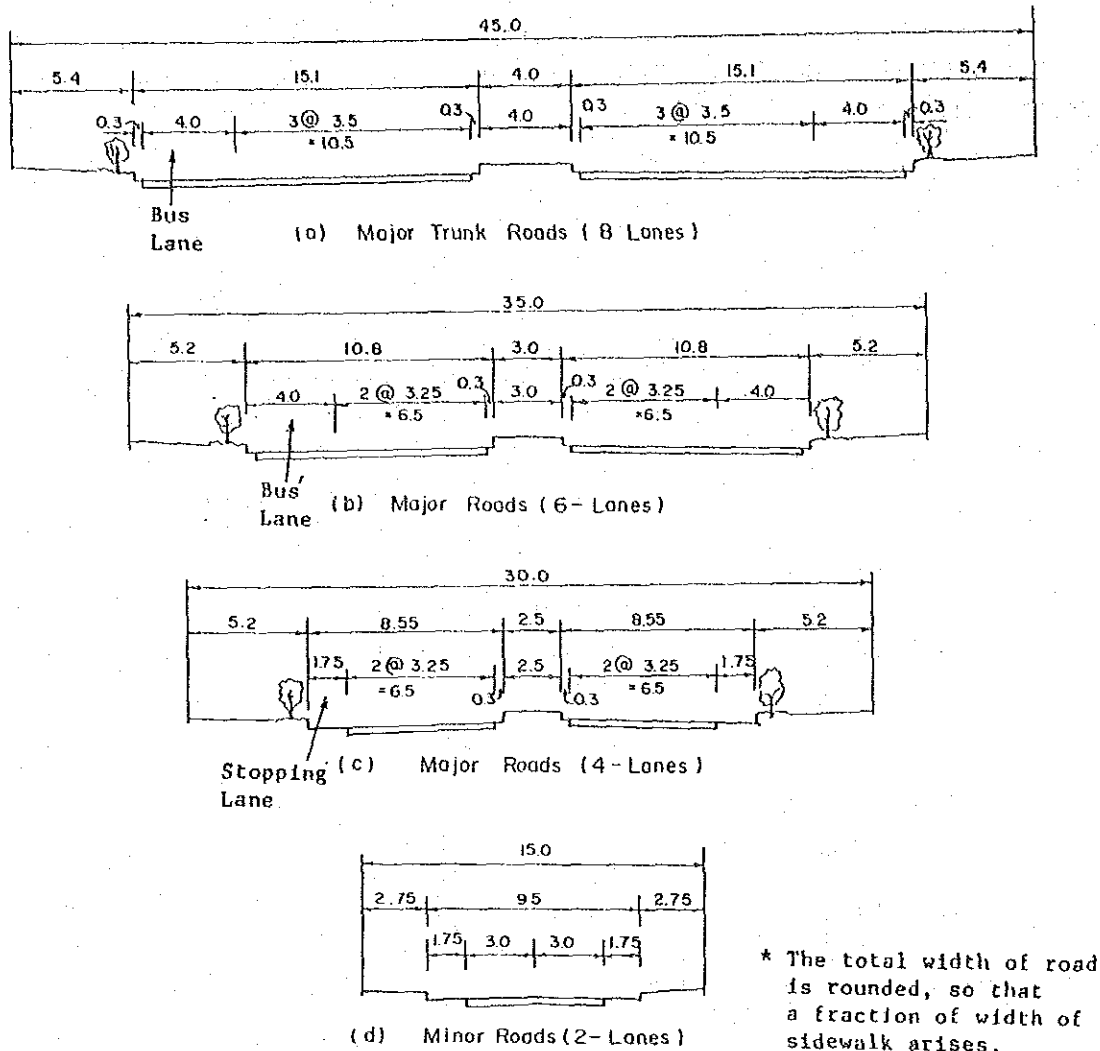 45.0
5.4 15.1 4.0 15.1 5.4
0.3 4.0 3 @ 3.5 0.3 4.0 0.3 3 @ 3.5 4.0 0.3
= 10.5 = 10.5
Bus
Lane
(a) Major Trunk Roads (8 Lanes)
35.0
5.2 10.8 3.0 10.8 5.2
4.0 2 @ 3.25 0.3 3.0 0.3 2 @ 3.25 4.0
= 6.5 = 6.5
Bus
Lane
(b) Major Roads (6-Lanes)
30.0
5.2 8.55 2.5 8.55 5.2
1.75 2 @ 3.25 2.5 2 @ 3.25 1.75
= 6.5 0.3 0.3 = 6.5
Stopping
Lane
(c) Major Roads (4-Lanes)
15.0
2.75 9.5 2.75
1.75 3.0 3.0 1.75
(d) Minor Roads (2-Lanes)
* The total width of road
is rounded, so that
a fraction of width of
sidewalk arises.